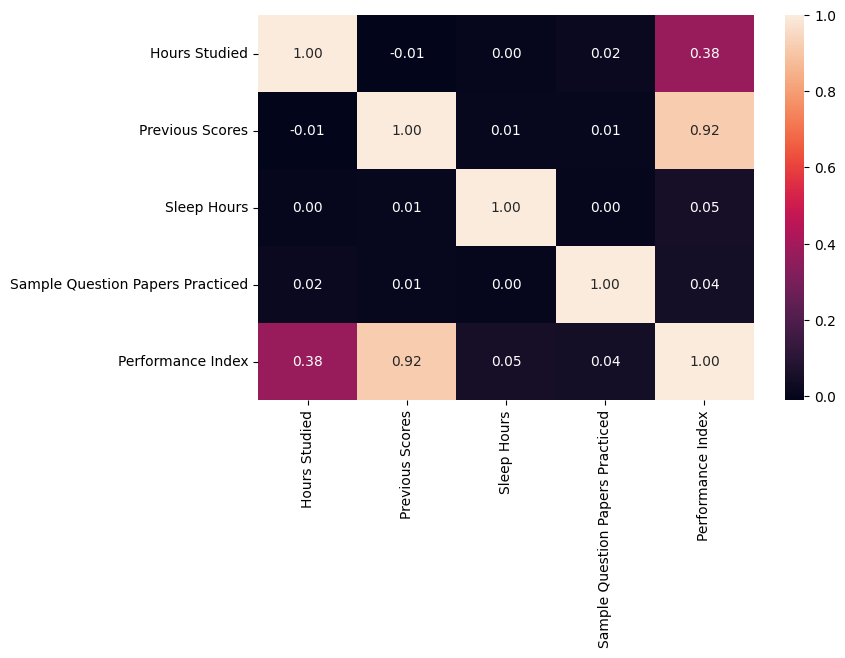 Hours Studied 1.00 -0.01 0.00 0.02 0.38
Previous Scores -0.01 1.00 0.01 0.01 0.92
Sleep Hours 0.00 0.01 1.00 0.00 0.05
Sample Question Papers Practiced 0.02 0.01 0.00 1.00 0.04
Performance Index 0.38 0.92 0.05 0.04 1.00
Hours Studied
Previous Scores
Sleep Hours
Sample Question Papers Practiced
Performance Index
1.0
0.8
0.6
0.4
0.2
0.0